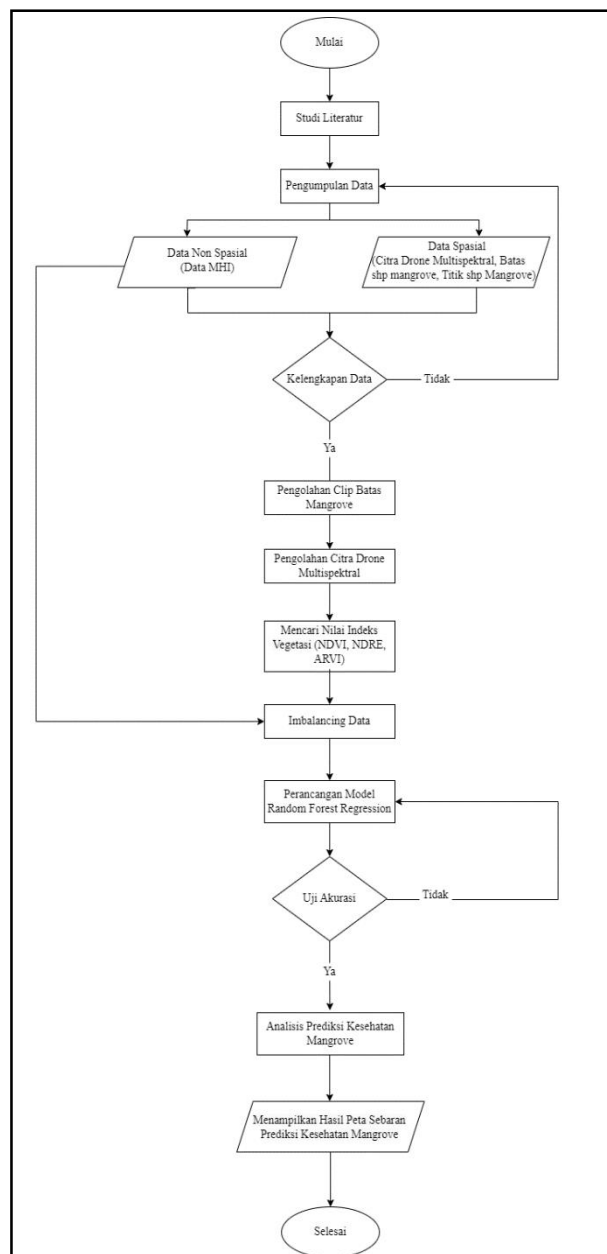 Mulai
Studi Literatur
Pengumpulan Data
Data Non Spasial
(Data MHI)
Data Spasial
(Citra Drone Multispektral, Batas
shp mangrove, Titik shp Mangrove)
Kelengkapan Data
Tidak
Ya
Pengolahan Clip Batas
Mangrove
Pengolahan Citra Drone
Multispektral
Mencari Nilai Indeks
Vegetasi (NDVI, NDRE,
ARVI)
Imbalancing Data
Perancangan Model
Random Forest Regression
Uji Akurasi
Tidak
Ya
Analisis Prediksi Kesehatan
Mangrove
Menampilkan Hasil Peta Sebaran
Prediksi Kesehatan Mangrove
Selesai